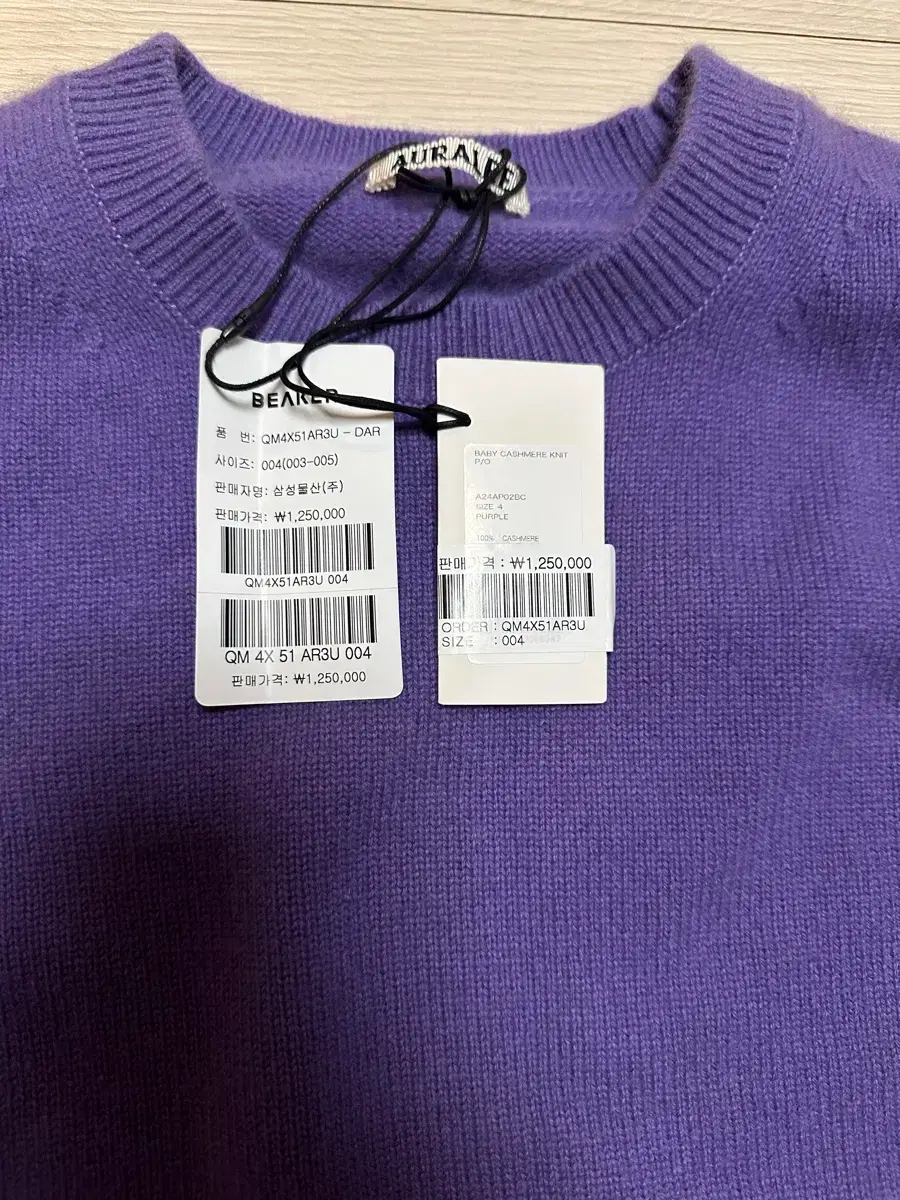 AURALEE
BEAKER
품 번: QM4X51AR3U - DAR
사이즈: 004(003-005)
판매자명: 삼성물산(주)
판매가격: ₩1,250,000
QM4X51AR3U 004
QM 4X 51 AR3U 004
판매가격: ₩1,250,000
BABY CASHMERE KNIT
P/O
A24AP02BC
SIZE 4
PURPLE
100% CASHMERE
판매가격 : ₩1,250,000
ORDER : QM4X51AR3U
SIZE : 004